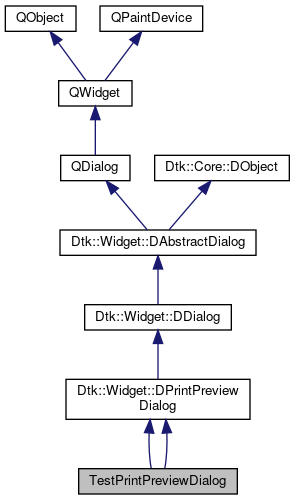 QObject
QPaintDevice
QWidget
QDialog
Dtk::Core::DObject
Dtk::Widget::DAbstractDialog
Dtk::Widget::DDialog
Dtk::Widget::DPrintPreview
Dialog
TestPrintPreviewDialog